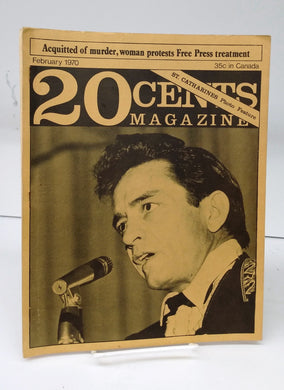 Acquitted of murder, woman protests Free Press treatment
February 1970 35c in Canada
20 CENTS
MAGAZINE
ST. CATHARINES
Photo Feature